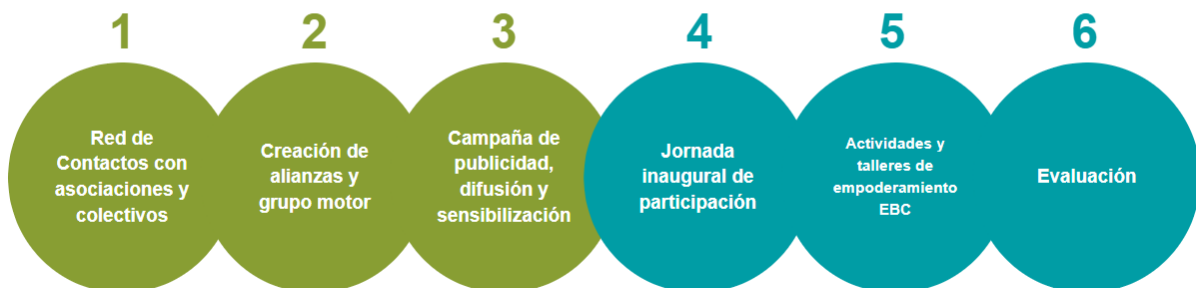 1
Red de
Contactos con
asociaciones y
colectivos
2
Creación de
alianzas y
grupo motor
3
Campaña de
publicidad,
difusión y
sensibilización
4
Jornada
inaugural de
participación
5
Actividades y
talleres de
empoderamiento
EBC
6
Evaluación